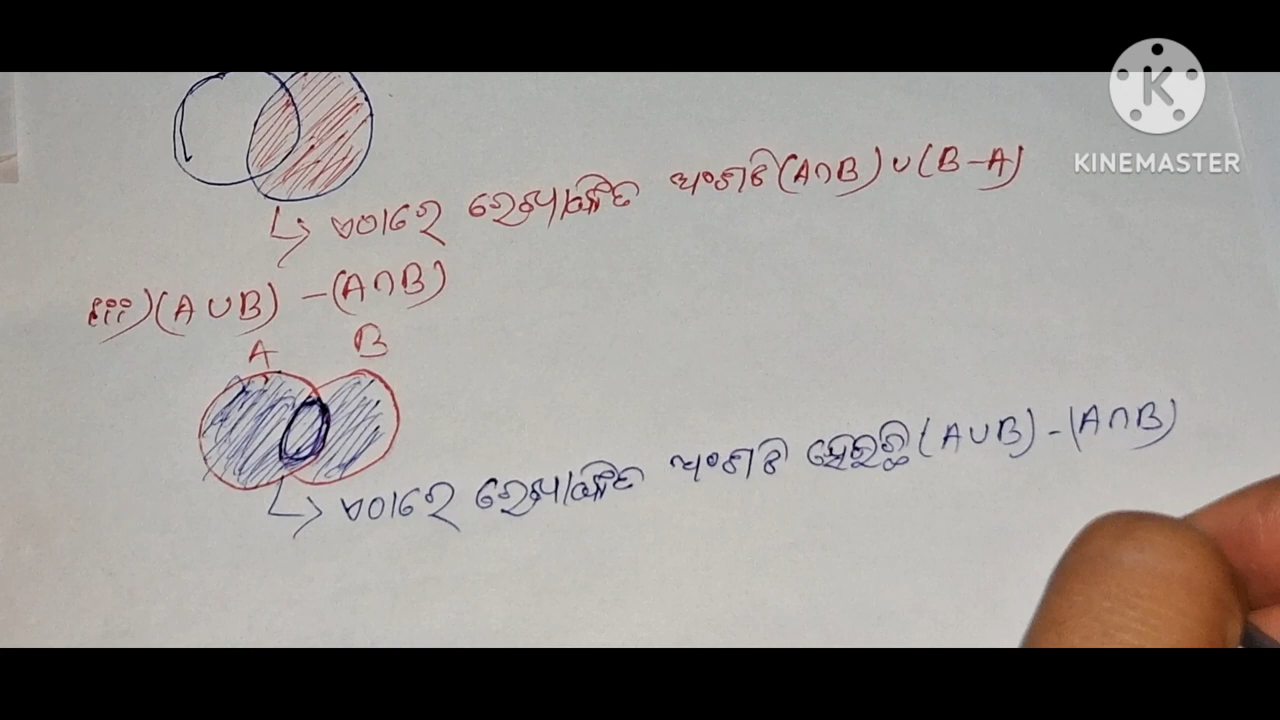 KINEMASTER
ଏଠାରେ ରେଖାଙ୍କିତ ଅଂଶଟି (A∩B) ∪ (B-A)
iii) (A ∪ B) - (A∩B)
A B
ଏଠାରେ ରେଖାଙ୍କିତ ଅଂଶଟି ହେଉଛି (A∪B) - (A∩B)